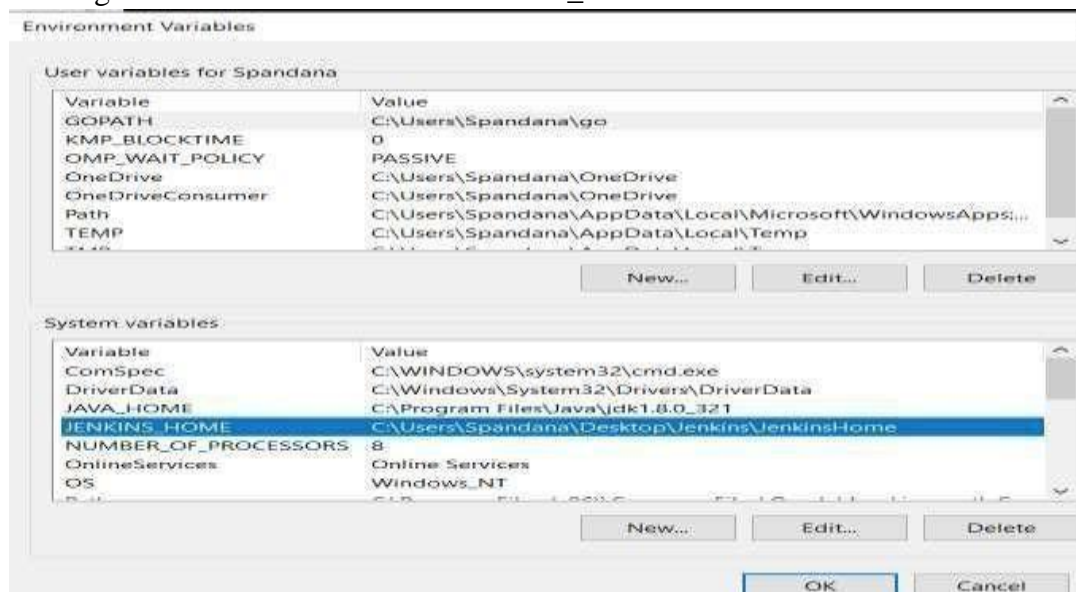 Environment Variables
User variables for Spandana
Variable Value
GOPATH C:\Users\Spandana\go
KMP_BLOCKTIME 0
OMP_WAIT_POLICY PASSIVE
OneDrive C:\Users\Spandana\OneDrive
OneDriveConsumer C:\Users\Spandana\OneDrive
Path C:\Users\Spandana\AppData\Local\Microsoft\WindowsApps;...
TEMP C:\Users\Spandana\AppData\Local\Temp
New... Edit... Delete
System variables
Variable Value
ComSpec C:\WINDOWS\system32\cmd.exe
DriverData C:\Windows\System32\Drivers\DriverData
JAVA_HOME C:\Program Files\Java\jdk1.8.0_321
JENKINS_HOME C:\Users\Spandana\Desktop\Jenkins\JenkinsHome
NUMBER_OF_PROCESSORS 8
OnlineServices Online Services
OS Windows_NT
New... Edit... Delete
OK Cancel